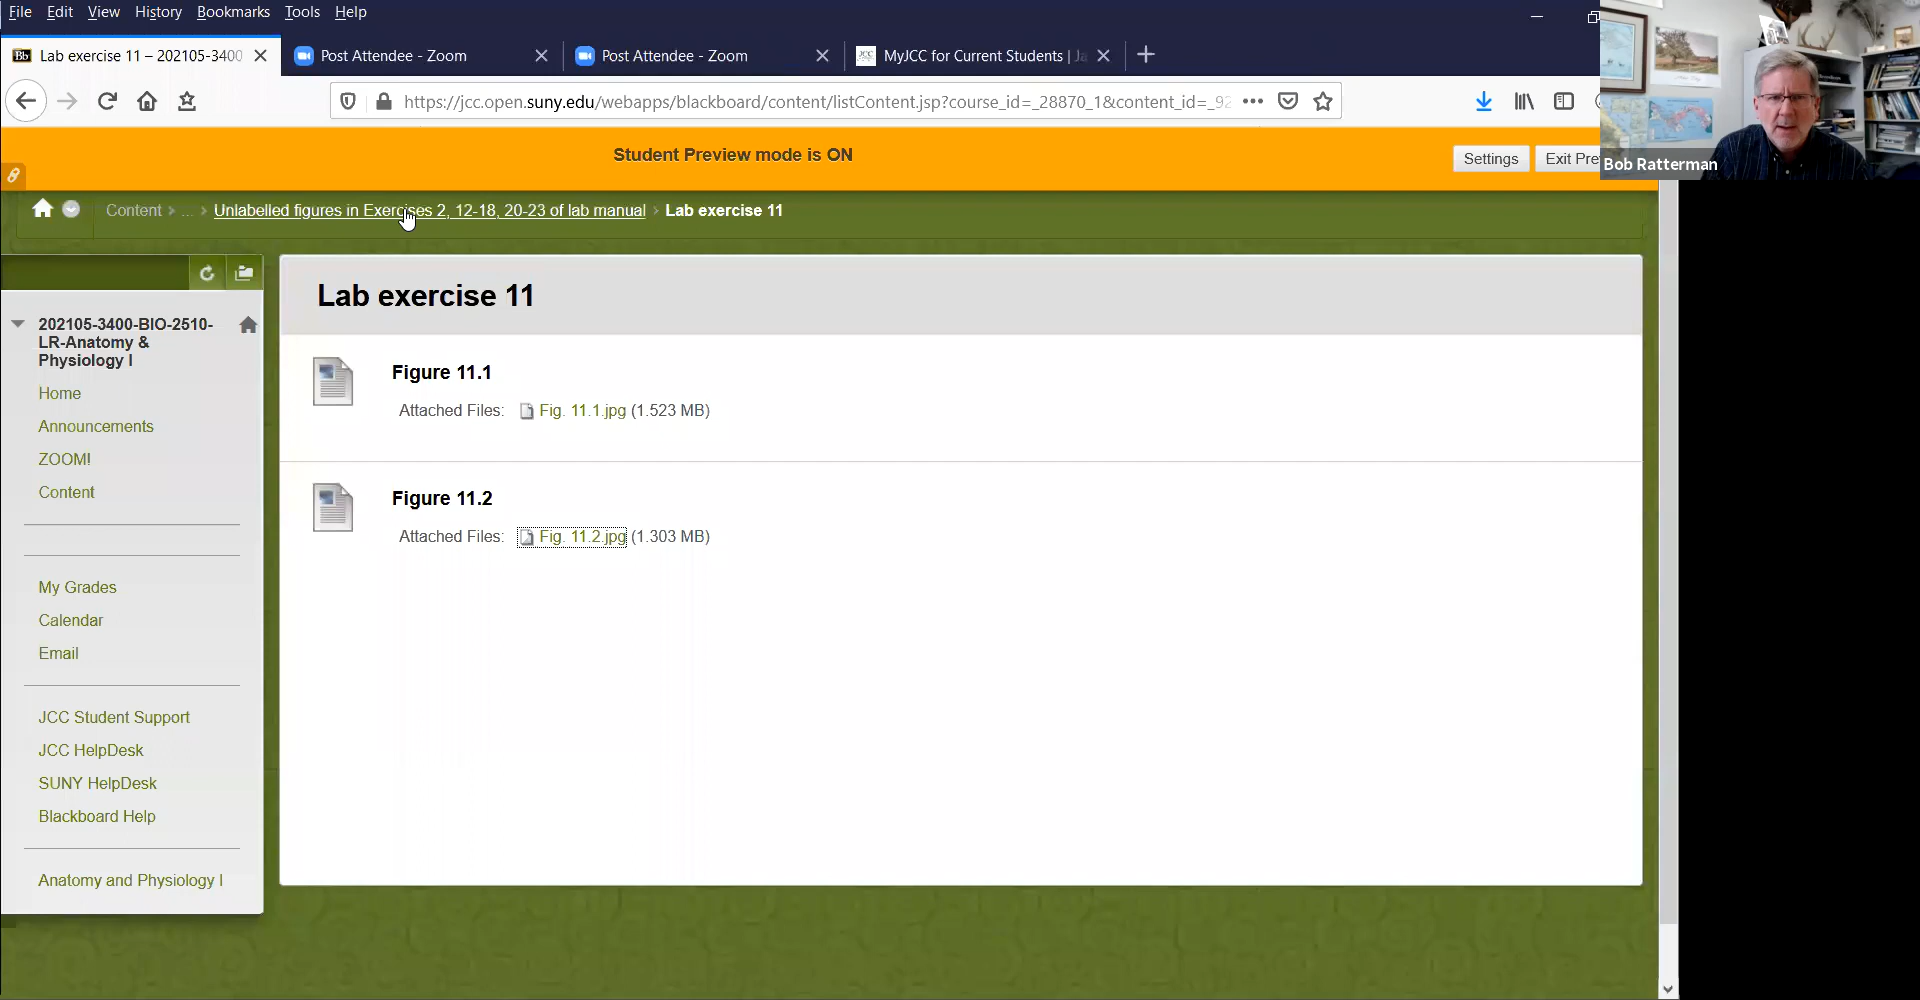 File Edit View History Bookmarks Tools Help
Bb Lab exercise 11 – 202105-3400
Post Attendee - Zoom
Post Attendee - Zoom
JCC MyJCC for Current Students | Ja
https://jcc.open.suny.edu/webapps/blackboard/content/listContent.jsp?course_id=_28870_1&content_id=_92
Student Preview mode is ON
Settings
Exit Pre
Bob Ratterman
Content > ... > Unlabelled figures in Exercises 2, 12-18, 20-23 of lab manual > Lab exercise 11
202105-3400-BIO-2510-
LR-Anatomy &
Physiology I
Home
Announcements
ZOOM!
Content
My Grades
Calendar
Email
JCC Student Support
JCC HelpDesk
SUNY HelpDesk
Blackboard Help
Anatomy and Physiology I
Lab exercise 11
Figure 11.1
Attached Files: Fig. 11.1.jpg (1.523 MB)
Figure 11.2
Attached Files: Fig. 11.2.jpg (1.303 MB)